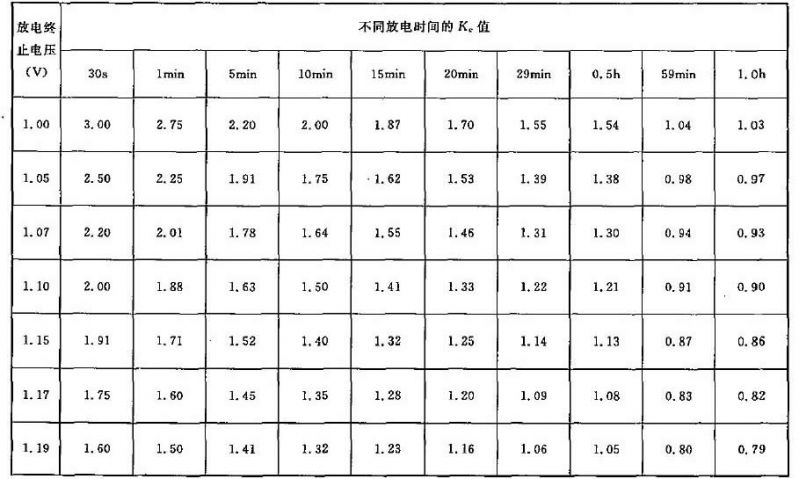 放电终止电压（V） 不同放电时间的 Kc 值
30s 1min 5min 10min 15min 20min 29min 0.5h 59min 1.0h
1.00 3.00 2.75 2.20 2.00 1.87 1.70 1.55 1.54 1.04 1.03
1.05 2.50 2.25 1.91 1.75 1.62 1.53 1.39 1.38 0.98 0.97
1.07 2.20 2.01 1.78 1.64 1.55 1.46 1.31 1.30 0.94 0.93
1.10 2.00 1.88 1.63 1.50 1.41 1.33 1.22 1.21 0.91 0.90
1.15 1.91 1.71 1.52 1.40 1.32 1.25 1.14 1.13 0.87 0.86
1.17 1.75 1.60 1.45 1.35 1.28 1.20 1.09 1.08 0.83 0.82
1.19 1.60 1.50 1.41 1.32 1.23 1.16 1.06 1.05 0.80 0.79